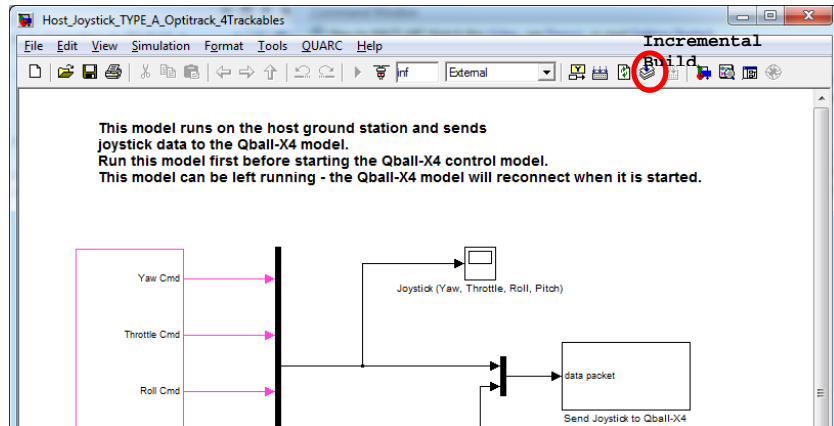 Host_Joystick_TYPE_A_Optitrack_4Trackables
File Edit View Simulation Format Tools QUARC Help
Incremental
Build
inf External
This model runs on the host ground station and sends
joystick data to the Qball-X4 model.
Run this model first before starting the Qball-X4 control model.
This model can be left running - the Qball-X4 model will reconnect when it is started.
Yaw Cmd
Joystick (Yaw, Throttle, Roll, Pitch)
Throttle Cmd
data packet
Roll Cmd
Send Joystick to Qball-X4